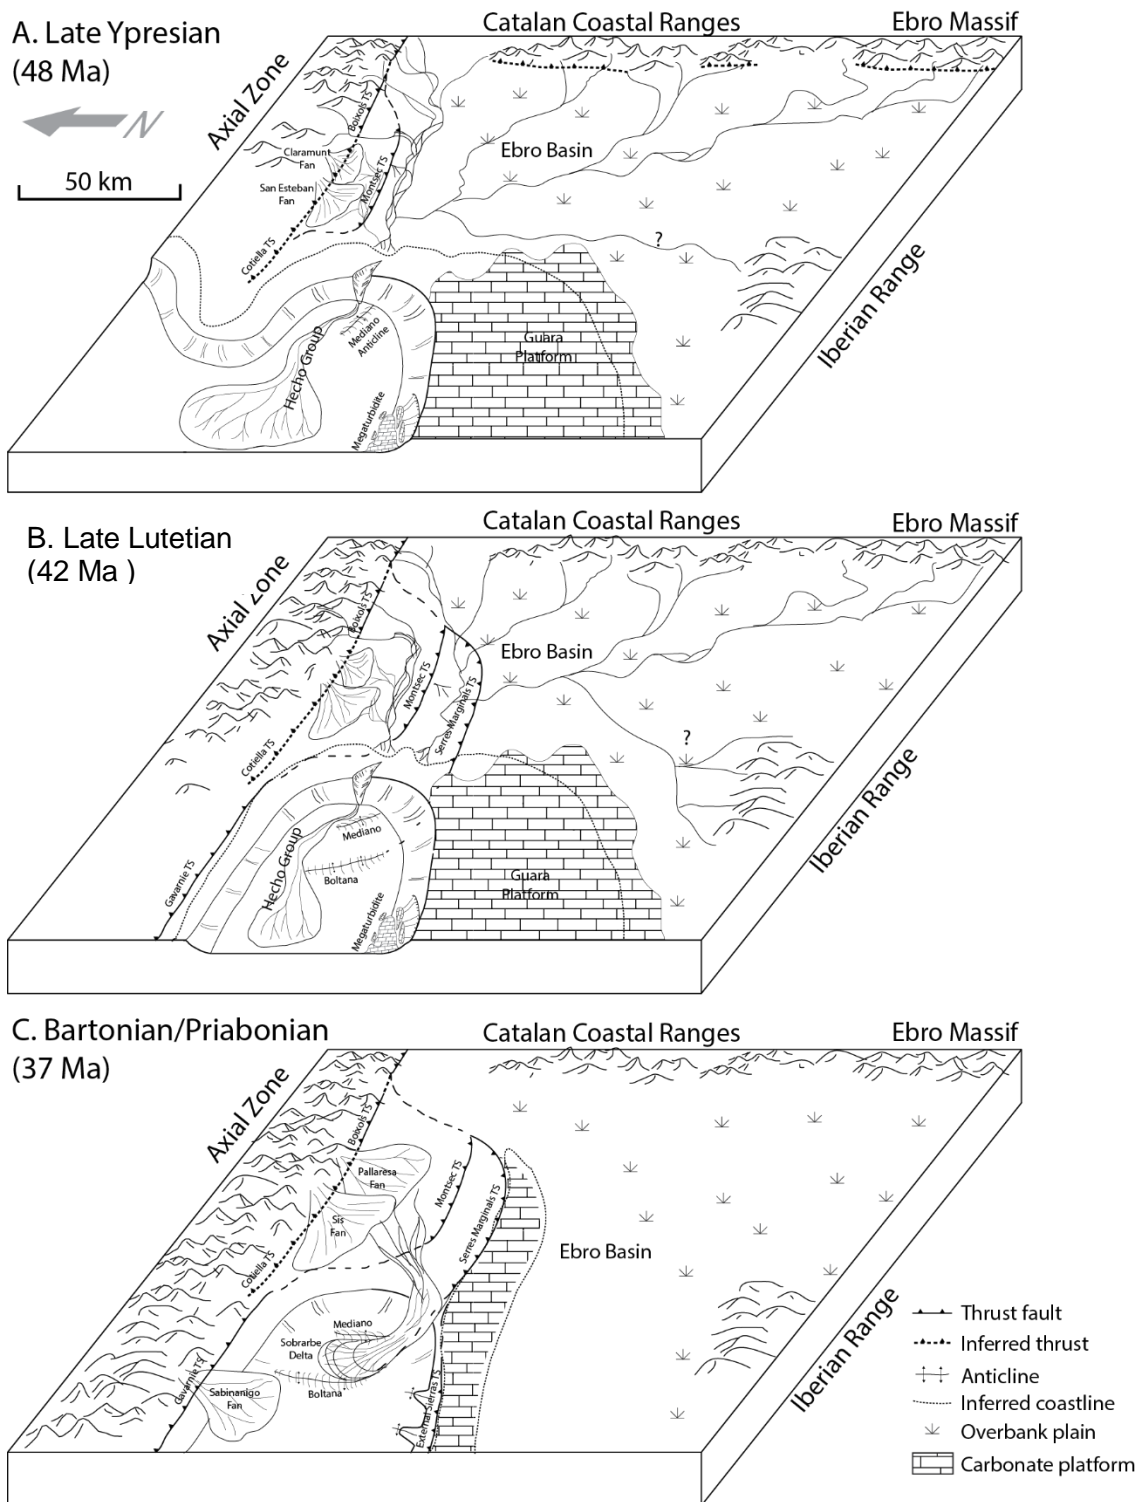 A. Late Ypresian
(48 Ma)
N
50 km
Catalan Coastal Ranges
Ebro Massif
Axial Zone
Boixols TS
Claramunt
Fan
San Esteban
Fan
Montsec TS
Cotiella TS
Ebro Basin
?
Iberian Range
Hecho Group
Mediano
Anticline
Guara
Platform
Megaturbidite
B. Late Lutetian
(42 Ma )
Catalan Coastal Ranges
Ebro Massif
Axial Zone
Boixols TS
Montsec TS
Serres Marginals TS
Cotiella TS
Gavarnie TS
Ebro Basin
?
Iberian Range
Hecho Group
Mediano
Boltana
Guara
Platform
Megaturbidite
C. Bartonian/Priabonian
(37 Ma)
Catalan Coastal Ranges
Ebro Massif
Axial Zone
Boixols TS
Pallaresa
Fan
Sis
Fan
Montsec TS
Serres Marginals TS
Cotiella TS
Ebro Basin
Iberian Range
Mediano
Sobrarbe
Delta
Boltana
Gavarnie TS
Sabinanigo
Fan
External Sierras TS
Thrust fault
Inferred thrust
Anticline
Inferred coastline
Overbank plain
Carbonate platform